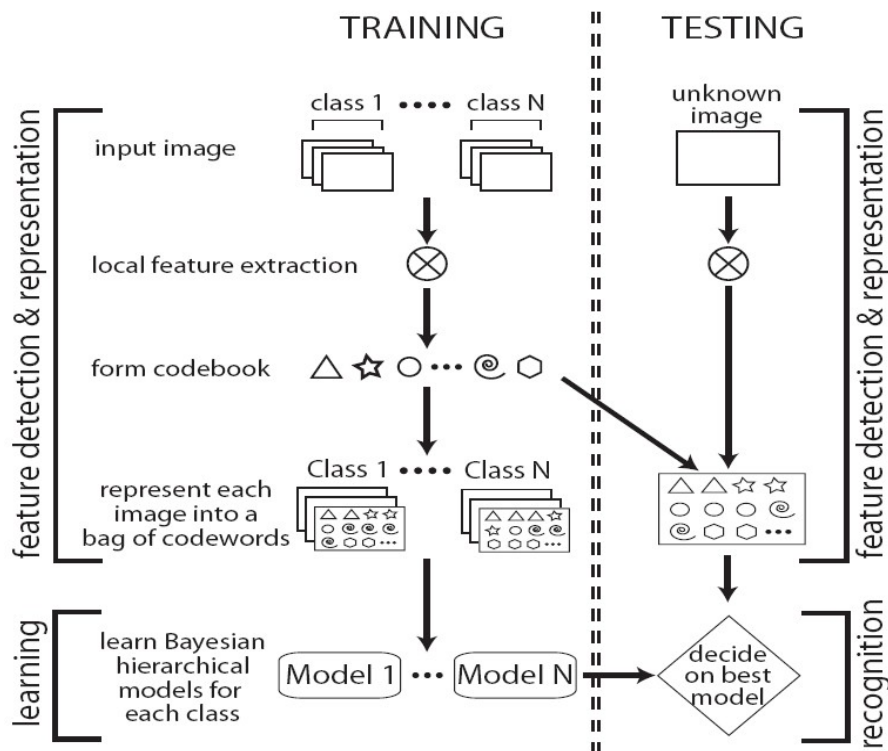 TRAINING
TESTING
feature detection & representation
class 1 •••• class N
input image
unknown
image
local feature extraction
form codebook
•••
Class 1 •••• Class N
represent each
image into a
bag of codewords
•••
•••
•••
feature detection & representation
learning
learn Bayesian
hierarchical
models for
each class
Model 1 ••• Model N
decide
on best
model
recognition